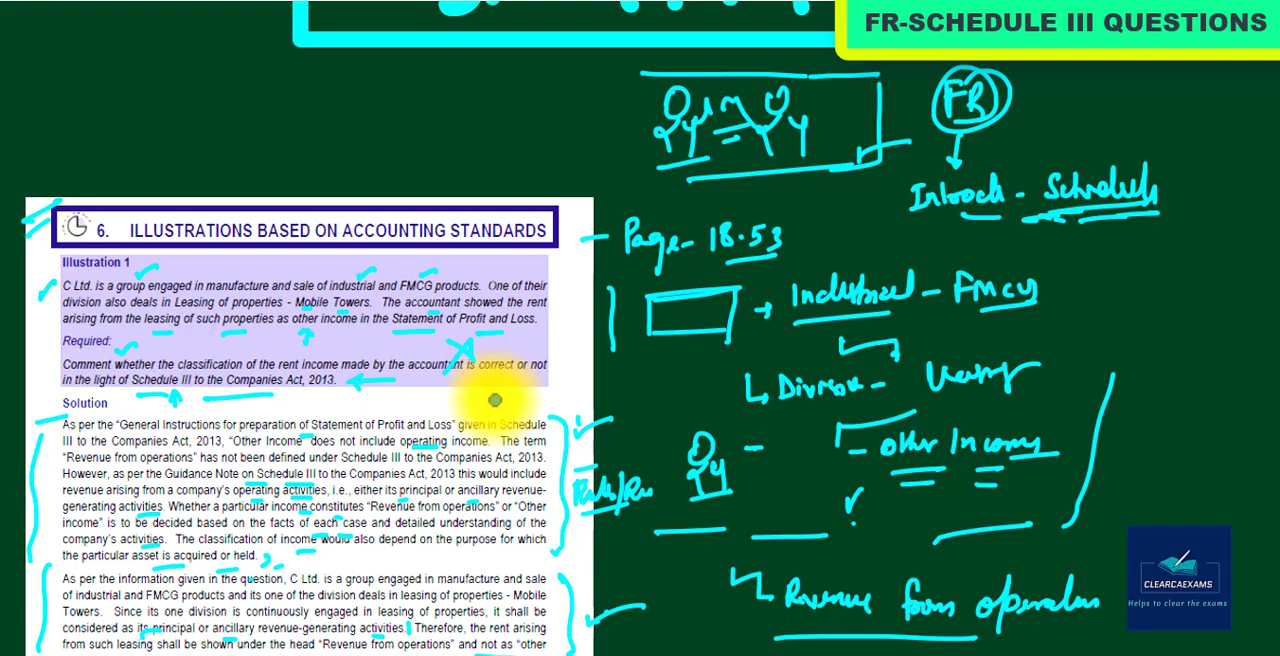 FR-SCHEDULE III QUESTIONS
FR
Schedule
Page- 18.53
Industrial - FMCG
Division -
other Income
Revenue from operation
6. ILLUSTRATIONS BASED ON ACCOUNTING STANDARDS
Illustration 1
C Ltd. is a group engaged in manufacture and sale of industrial and FMCG products. One of their
division also deals in Leasing of properties - Mobile Towers. The accountant showed the rent
arising from the leasing of such properties as other income in the Statement of Profit and Loss.
Required:
Comment whether the classification of the rent income made by the accountant is correct or not
in the light of Schedule III to the Companies Act, 2013.
Solution
As per the “General Instructions for preparation of Statement of Profit and Loss” given in Schedule
III to the Companies Act, 2013, “Other Income” does not include operating income. The term
“Revenue from operations” has not been defined under Schedule III to the Companies Act, 2013.
However, as per the Guidance Note on Schedule III to the Companies Act, 2013 this would include
revenue arising from a company's operating activities, i.e., either its principal or ancillary revenue-
generating activities. Whether a particular income constitutes “Revenue from operations” or “Other
income” is to be decided based on the facts of each case and detailed understanding of the
company's activities. The classification of income would also depend on the purpose for which
the particular asset is acquired or held.
As per the information given in the question, C Ltd. is a group engaged in manufacture and sale
of industrial and FMCG products and its one of the division deals in leasing of properties - Mobile
Towers. Since its one division is continuously engaged in leasing of properties, it shall be
considered as its principal or ancillary revenue-generating activities. Therefore, the rent arising
from such leasing shall be shown under the head “Revenue from operations” and not as “other
CLEARCAEXAMS
Helps to clear the exams